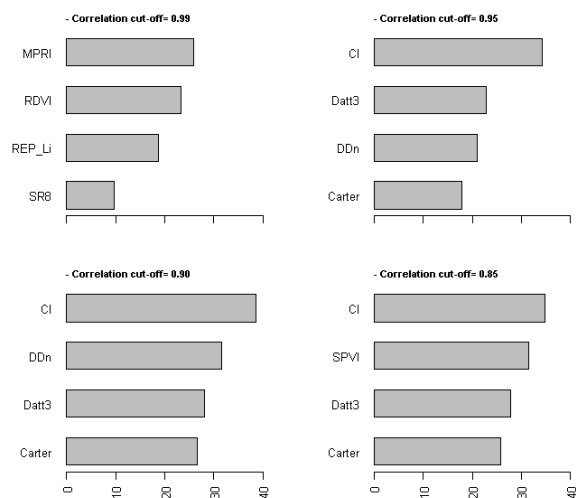 - Correlation cut-off= 0.99
MPRI
RDVI
REP_Li
SR8
- Correlation cut-off= 0.95
CI
Datt3
DDn
Carter
- Correlation cut-off= 0.90
CI
DDn
Datt3
Carter
0
10
20
30
40
- Correlation cut-off= 0.85
CI
SPVI
Datt3
Carter
0
10
20
30
40